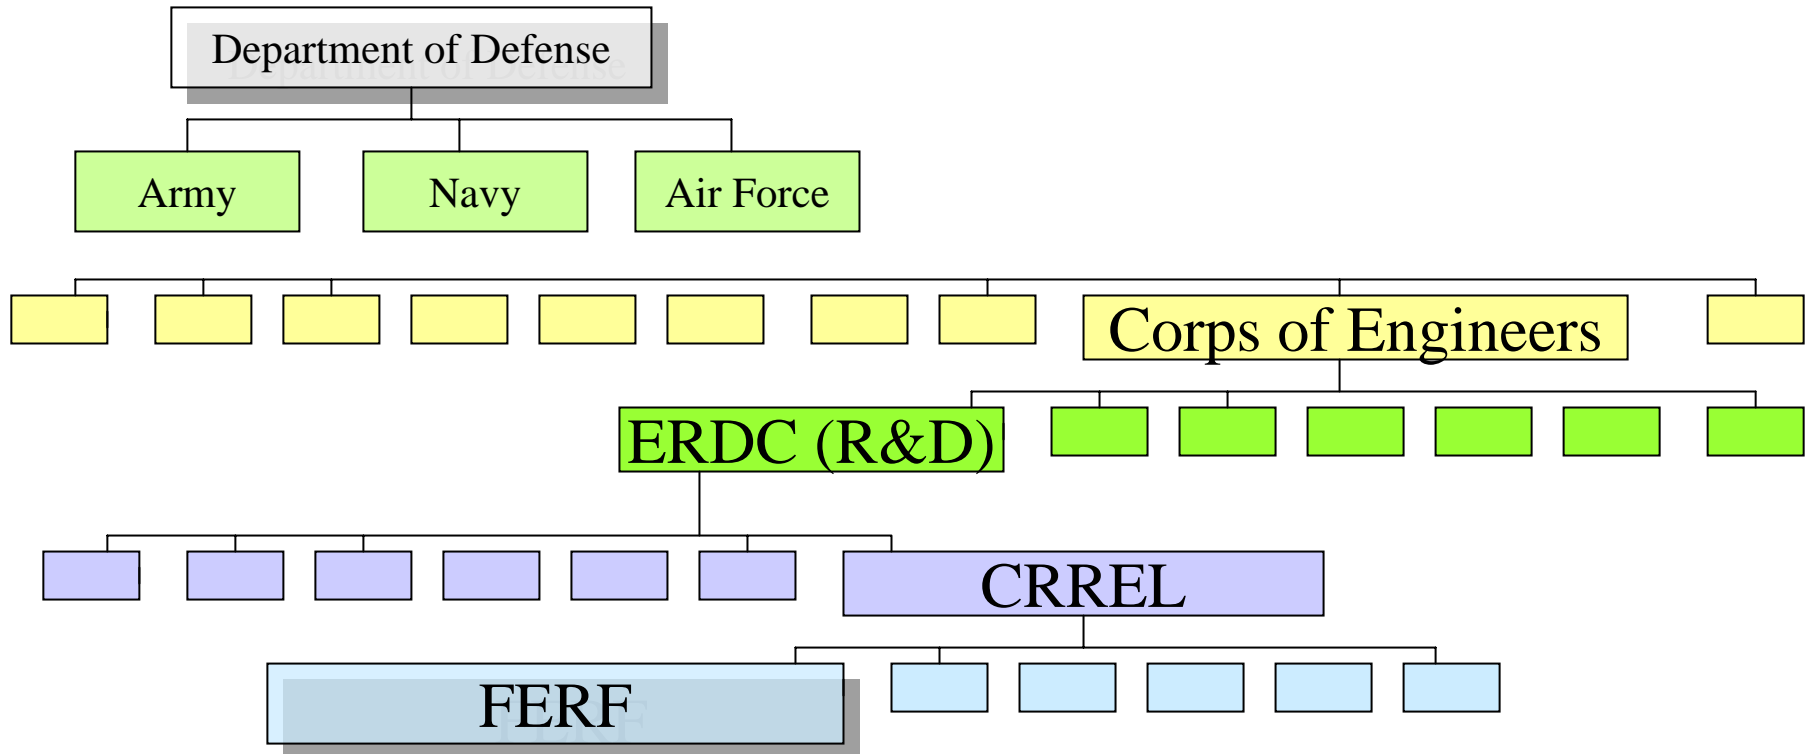 Department of Defense
Army
Navy
Air Force
Corps of Engineers
ERDC (R&D)
CRREL
FERF